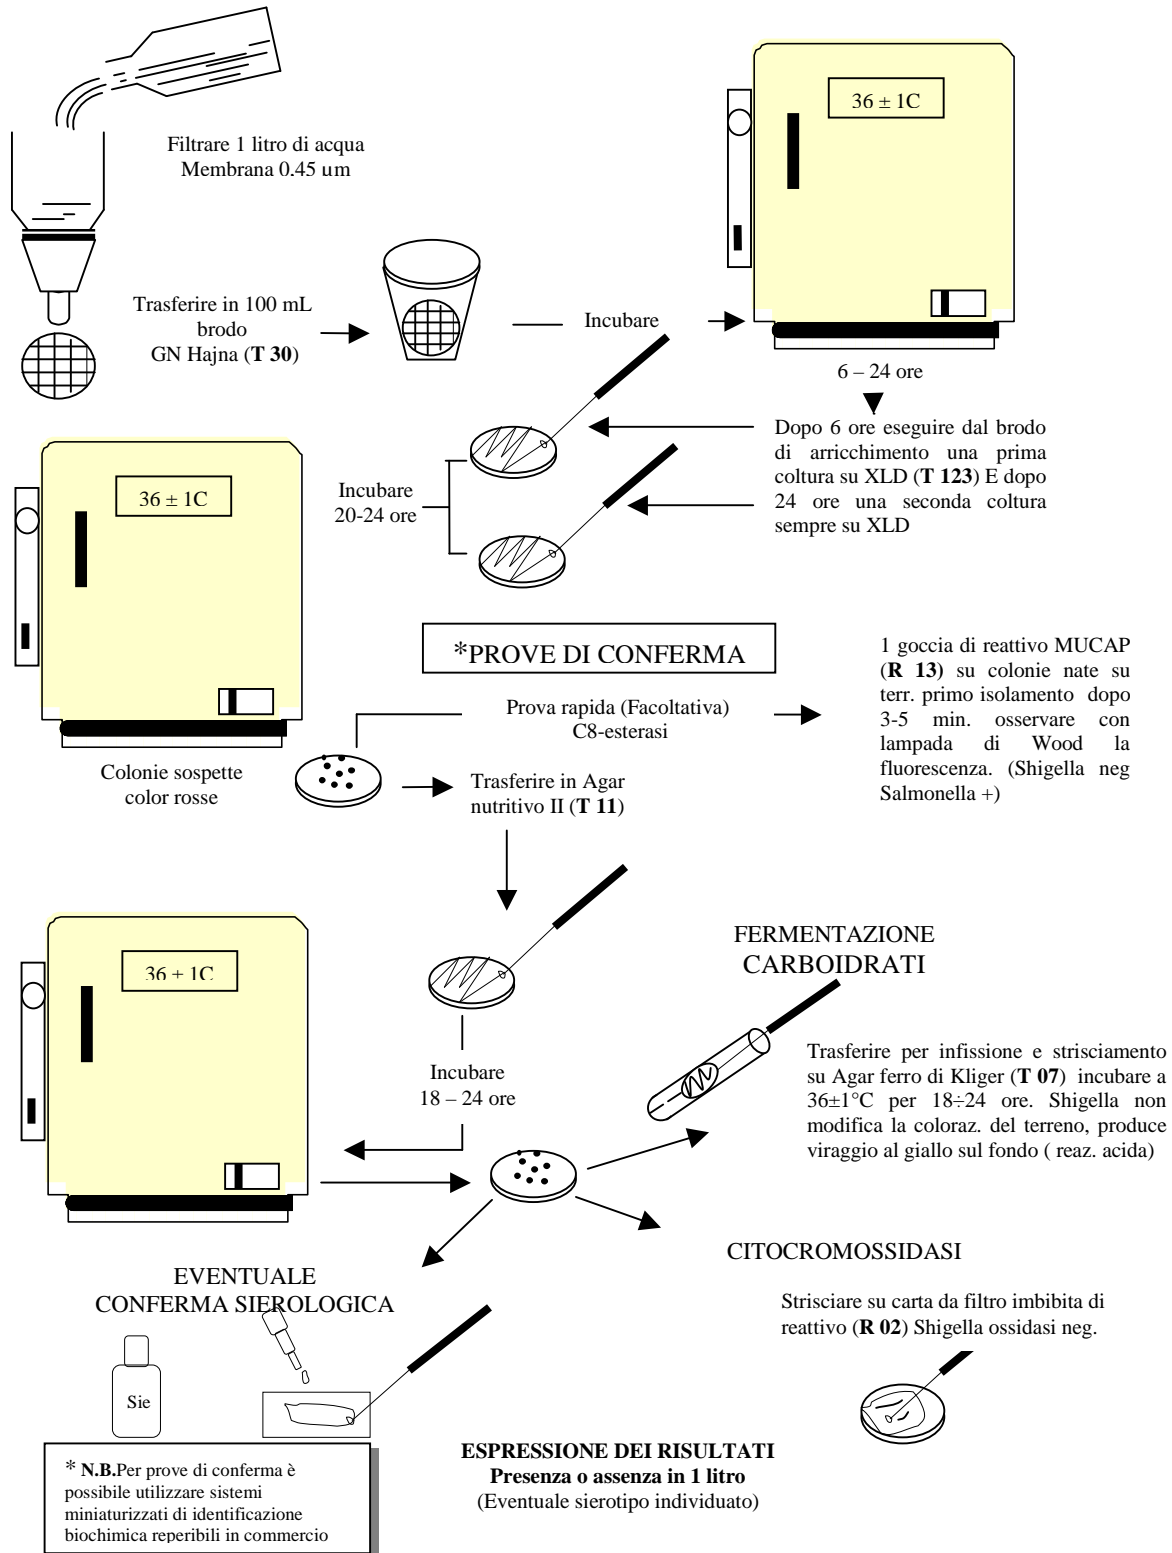 36 ± 1C
Filtrare 1 litro di acqua
Membrana 0.45 um
Trasferire in 100 mL
brodo
GN Hajna (T 30)
Incubare
6 – 24 ore
Dopo 6 ore eseguire dal brodo
di arricchimento una prima
coltura su XLD (T 123) E dopo
24 ore una seconda coltura
sempre su XLD
Incubare
20-24 ore
36 ± 1C
*PROVE DI CONFERMA
1 goccia di reattivo MUCAP
(R 13) su colonie nate su
terr. primo isolamento dopo
3-5 min. osservare con
lampada di Wood la
fluorescenza. (Shigella neg
Salmonella +)
Prova rapida (Facoltativa)
C8-esterasi
Colonie sospette
color rosse
Trasferire in Agar
nutritivo II (T 11)
36 + 1C
FERMENTAZIONE
CARBOIDRATI
Incubare
18 – 24 ore
Trasferire per infissione e strisciamento
su Agar ferro di Kliger (T 07) incubare a
36±1°C per 18÷24 ore. Shigella non
modifica la coloraz. del terreno, produce
viraggio al giallo sul fondo ( reaz. acida)
CITOCROMOSSIDASI
EVENTUALE
CONFERMA SIEROLOGICA
Strisciare su carta da filtro imbibita di
reattivo (R 02) Shigella ossidasi neg.
Sie
ESPRESSIONE DEI RISULTATI
Presenza o assenza in 1 litro
(Eventuale sierotipo individuato)
* N.B.Per prove di conferma è
possibile utilizzare sistemi
miniaturizzati di identificazione
biochimica reperibili in commercio